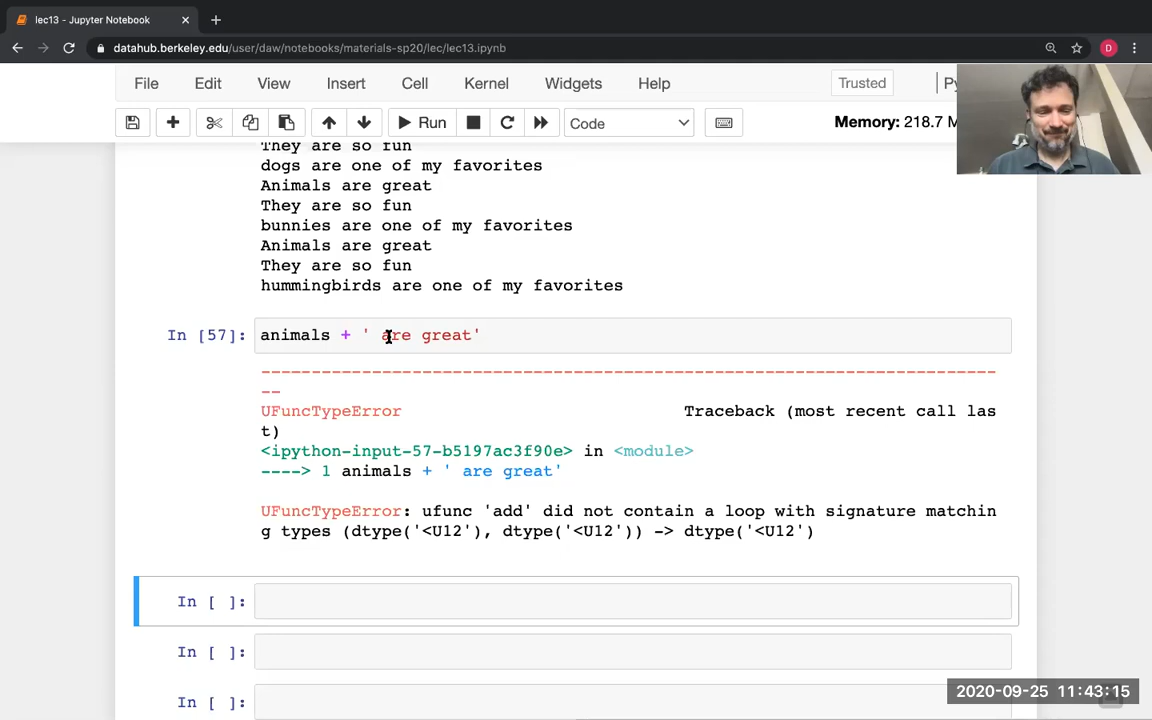 lec13 - Jupyter Notebook
datahub.berkeley.edu/user/daw/notebooks/materials-sp20/lec/lec13.ipynb
D
File Edit View Insert Cell Kernel Widgets Help Trusted Py
Run Code Memory: 218.7 M
They are so fun
dogs are one of my favorites
Animals are great
They are so fun
bunnies are one of my favorites
Animals are great
They are so fun
hummingbirds are one of my favorites
In [57]: animals + ' are great'
---------------------------------------------------------------------------
--
UFuncTypeError Traceback (most recent call las
t)
<ipython-input-57-b5197ac3f90e> in <module>
----> 1 animals + ' are great'
UFuncTypeError: ufunc 'add' did not contain a loop with signature matchin
g types (dtype('<U12'), dtype('<U12')) -> dtype('<U12')
In [ ]:
In [ ]:
In [ ]:
2020-09-25 11:43:15